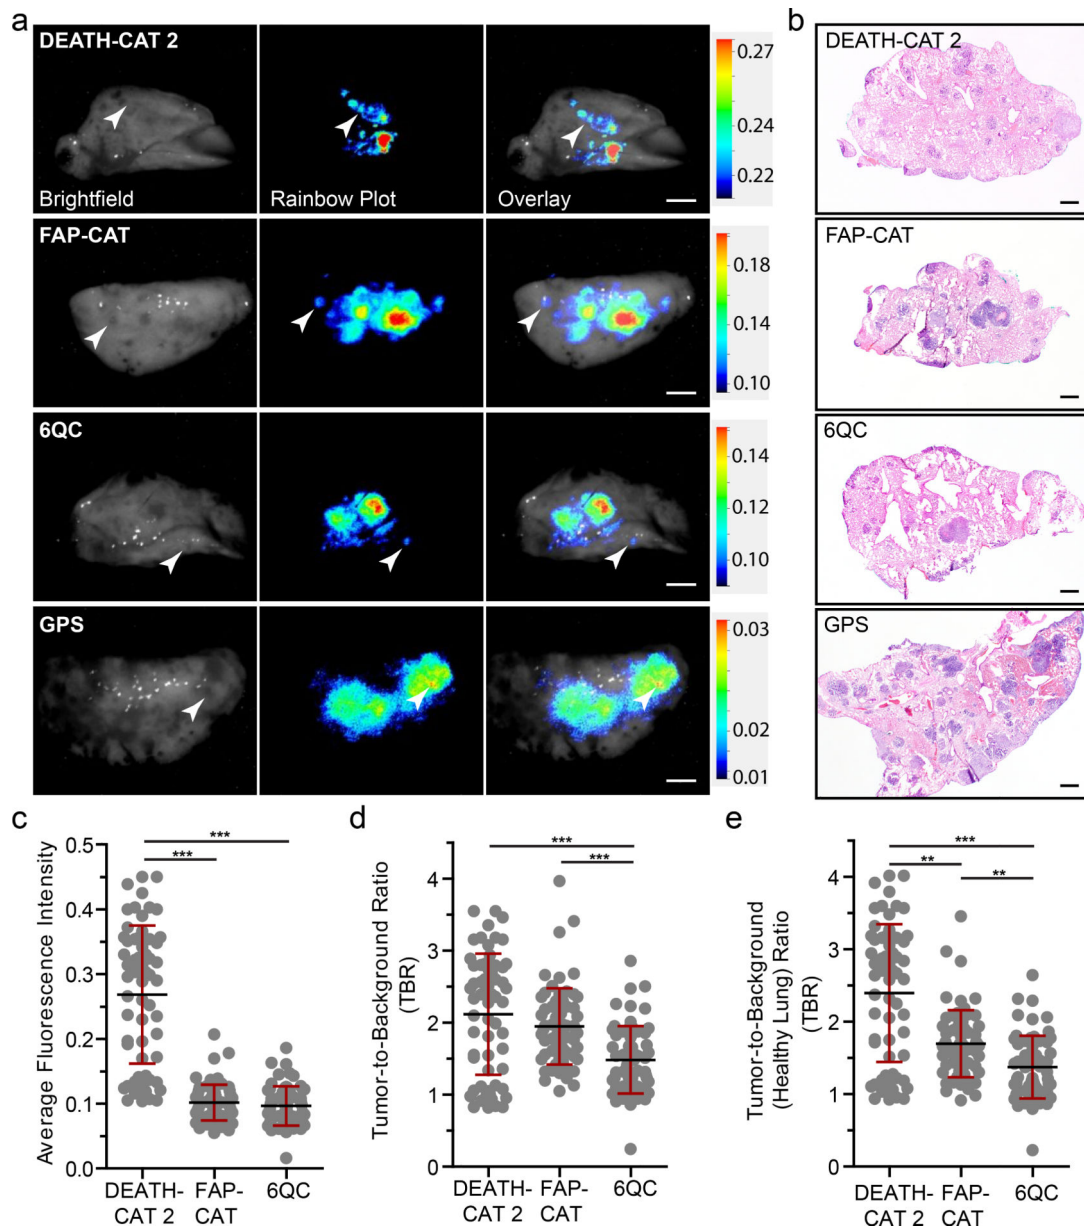 a
b
DEATH-CAT 2
Brightfield
Rainbow Plot
Overlay
0.27
0.24
0.22
DEATH-CAT 2
FAP-CAT
0.18
0.14
0.10
FAP-CAT
6QC
0.14
0.12
0.10
6QC
GPS
0.03
0.02
0.01
GPS
c
d
e
Average Fluorescence Intensity
0.5
0.4
0.3
0.2
0.1
0.0
***
***
DEATH-
CAT 2
FAP-
CAT
6QC
Tumor-to-Background Ratio
(TBR)
4
3
2
1
0
***
***
DEATH-
CAT 2
FAP-
CAT
6QC
Tumor-to-Background
(Healthy Lung) Ratio
(TBR)
4
3
2
1
0
***
**
**
DEATH-
CAT 2
FAP-
CAT
6QC